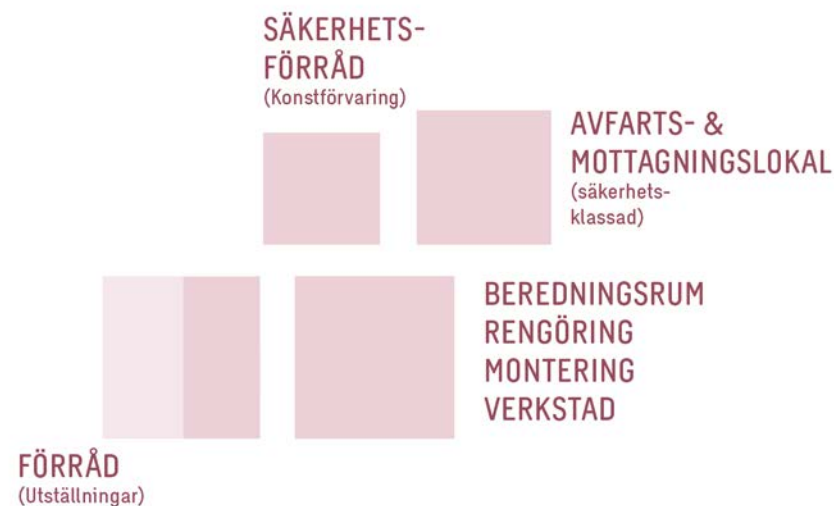 SÄKERHETS-
FÖRRÅD
(Konstförvaring)
AVFARTS- &
MOTTAGNINGSLOKAL
(säkerhets-
klassad)
BEREDNINGSRUM
RENGÖRING
MONTERING
VERKSTAD
FÖRRÅD
(Utställningar)